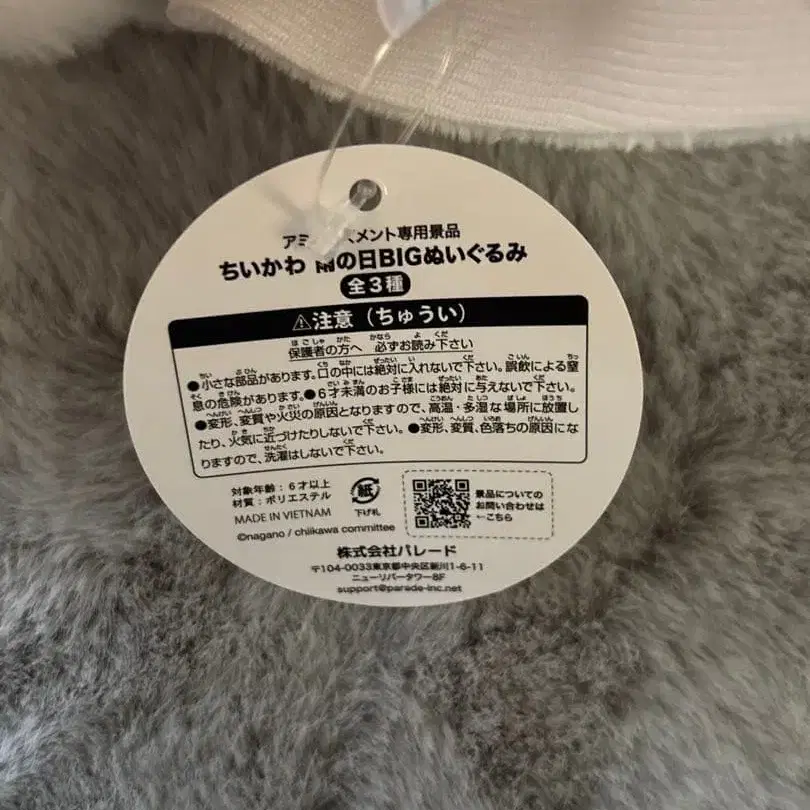 アミ メント専用景品
ちいかわ 雨の日BIGぬいぐるみ
全3種
⚠注意（ちゅうい）
保護者の方へ 必ずお読み下さい
●小さな部品があります。口の中には絶対に入れないで下さい。誤飲による窒
息の危険があります。●6才未満のお子様には絶対に与えないで下さい。
●変形、変質や火災の原因となりますので、高温・多湿な場所に放置し
たり、火気に近づけたりしないで下さい。●変形、変質、色落ちの原因にな
りますので、洗濯はしないで下さい。
対象年齢：6才以上
材質：ポリエステル
MADE IN VIETNAM
紙
下げ札
景品についての
お問い合わせは
←こちら
©nagano / chiikawa committee
株式会社パレード
〒104-0033東京都中央区新川1-6-11
ニューリバータワー8F
support@parade-inc.net